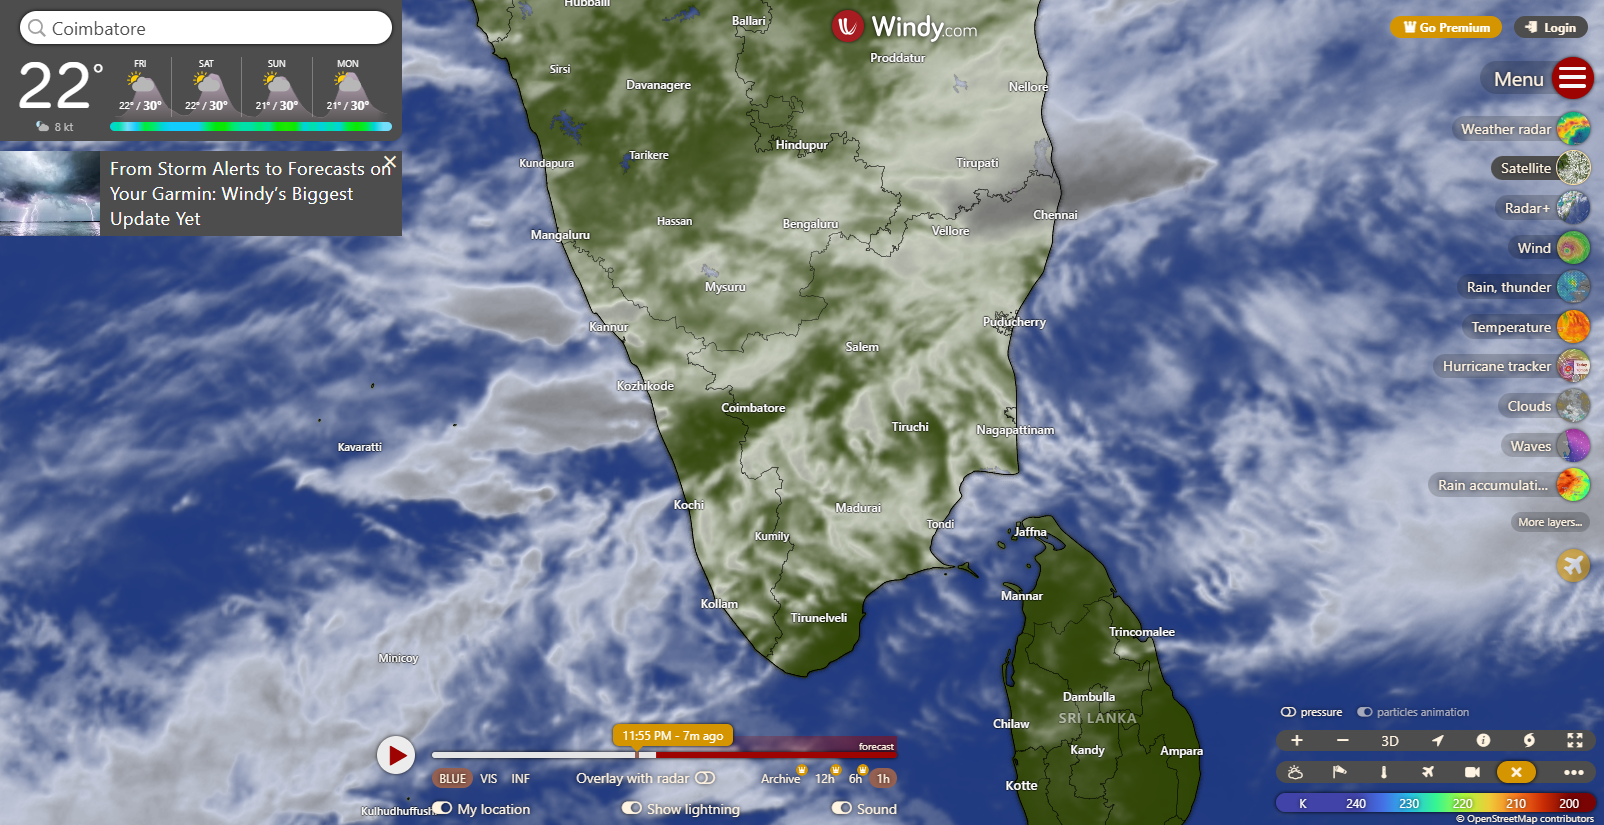 Coimbatore
22°
8 kt
FRI
22° / 30°
SAT
22° / 30°
SUN
21° / 30°
MON
21° / 30°
From Storm Alerts to Forecasts on
Your Garmin: Windy's Biggest
Update Yet
Windy.com
Go Premium
Login
Menu
Weather radar
Satellite
Radar+
Wind
Rain, thunder
Temperature
Hurricane tracker
Clouds
Waves
Rain accumulati...
More layers...
Hubballi
Ballari
Proddatur
Sirsi
Davanagere
Nellore
Hindupur
Kundapura
Tarikere
Tirupati
Hassan
Bengaluru
Chennai
Mangaluru
Vellore
Mysuru
Kannur
Puducherry
Salem
Kozhikode
Coimbatore
Tiruchi
Nagapattinam
Kavaratti
Kochi
Madurai
Tondi
Kumily
Jaffna
Mannar
Kollam
Tirunelveli
Trincomalee
Minicoy
Dambulla
SRI LANKA
Chilaw
Kandy
Ampara
Kotte
Kulhudhuffush
11:55 PM - 7m ago
forecast
BLUE VIS INF
Overlay with radar
Archive 12h 6h 1h
My location
Show lightning
Sound
pressure
particles animation
+ − 3D
K 240 230 220 210 200
© OpenStreetMap contributors